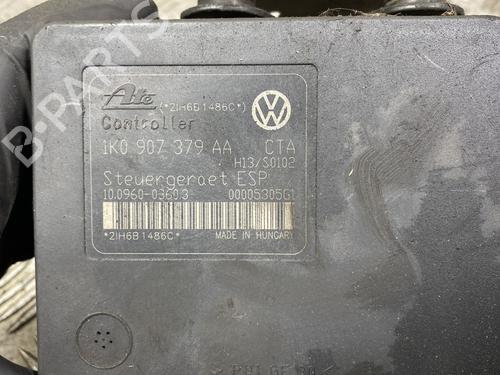 Ate (*2IH6B1486C*)
Controller
1K0 907 379 AA CTA
H13/S0102
Steuergeraet ESP
10.0960-0360.3 00005305G1
*2IH6B1486C* MADE IN HUNGARY
B-PARTS